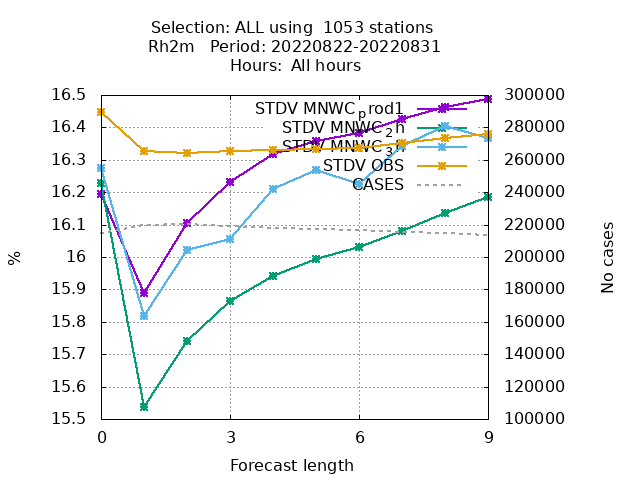 Selection: ALL using  1053 stations
Rh2m   Period: 20220822-20220831
Hours:  All hours
STDV MNWCprod1
STDV MNWC2h
STDV MNWC3h
STDV OBS
CASES
16.5
16.4
16.3
16.2
16.1
16
15.9
15.8
15.7
15.6
15.5
%
300000
280000
260000
240000
220000
200000
180000
160000
140000
120000
100000
No cases
0 3 6 9
Forecast length